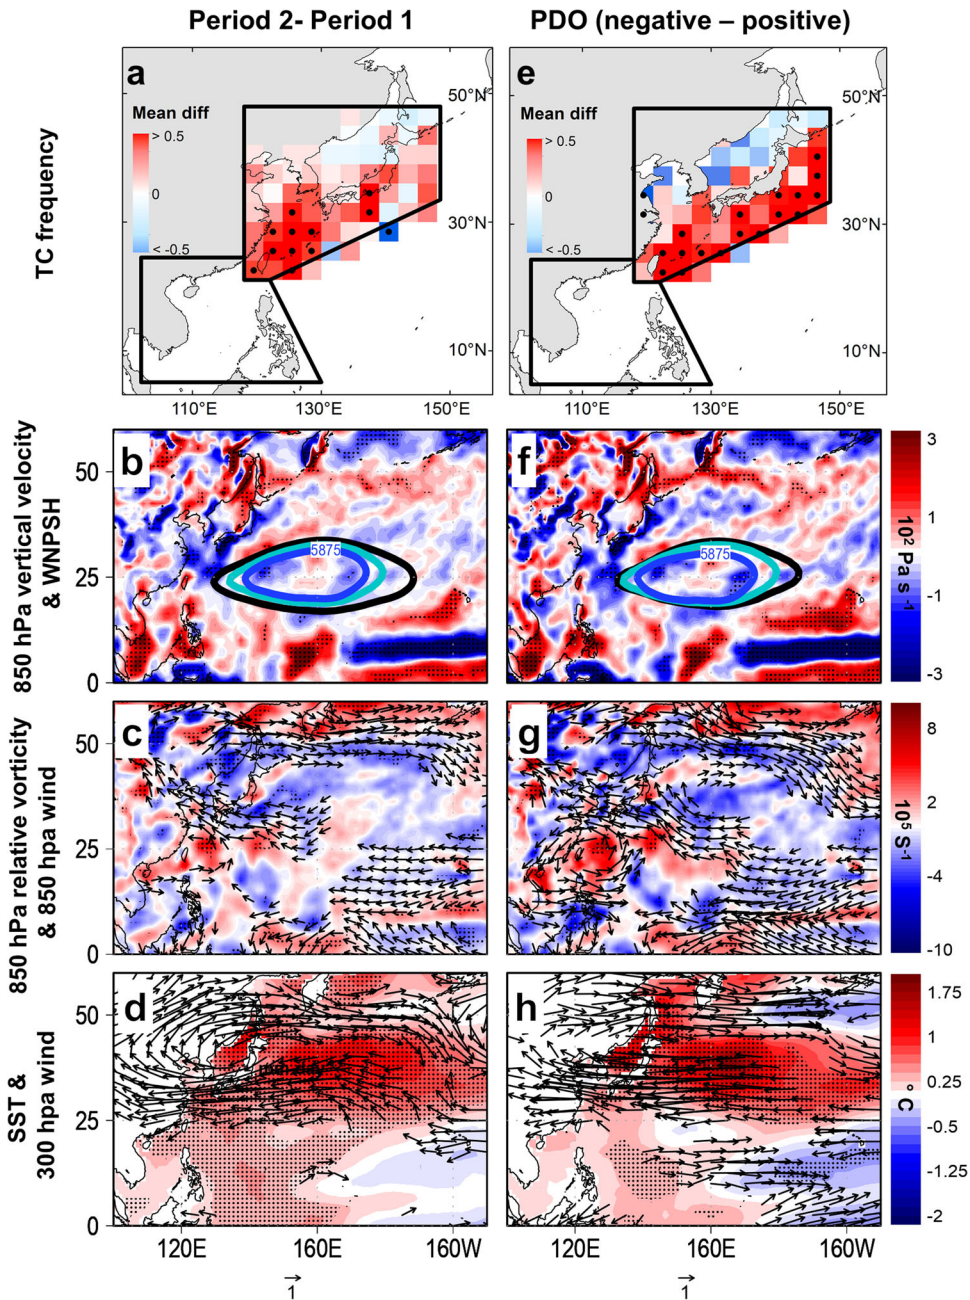 Period 2- Period 1
PDO (negative – positive)
TC frequency
a
Mean diff
> 0.5
0
< -0.5
50°N
30°N
10°N
110°E
130°E
150°E
e
Mean diff
> 0.5
0
< -0.5
50°N
30°N
10°N
110°E
130°E
150°E
850 hPa vertical velocity
& WNPSH
b
50
25
0
5875
f
5875
3
1
-1
-3
10² Pa s⁻¹
850 hPa relative vorticity
& 850 hpa wind
c
50
25
0
g
8
2
-4
-10
10⁵ S⁻¹
SST &
300 hpa wind
d
50
25
0
h
1.75
1
0.25
-0.5
-1.25
-2
°C
120E
160E
160W
120E
160E
160W
1
1